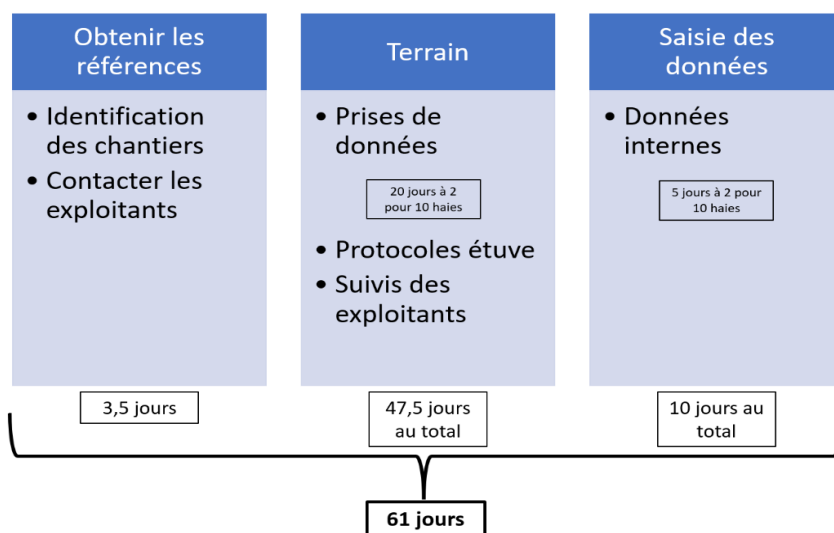 Obtenir les
références
• Identification
des chantiers
• Contacter les
exploitants
3,5 jours
Terrain
• Prises de
données
20 jours à 2
pour 10 haies
• Protocoles étuve
• Suivis des
exploitants
47,5 jours
au total
Saisie des
données
• Données
internes
5 jours à 2 pour
10 haies
10 jours au
total
61 jours